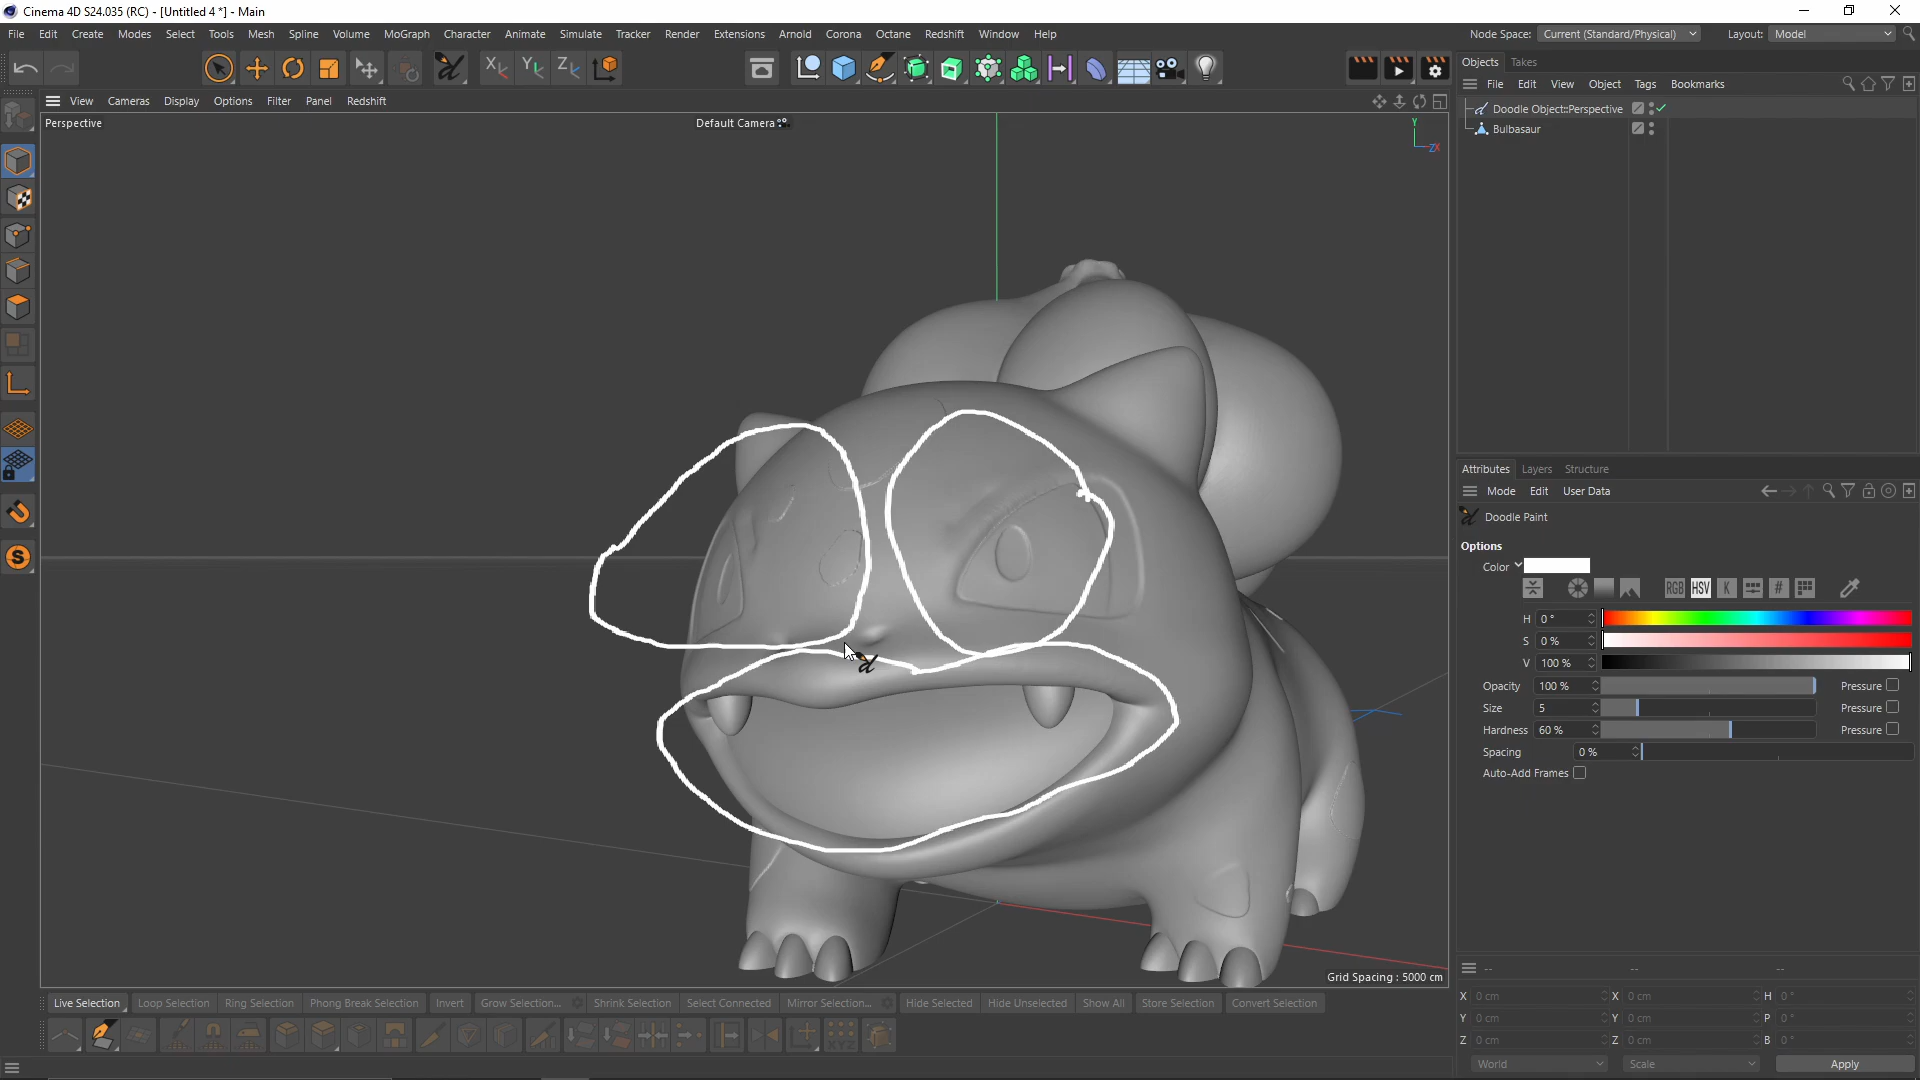 Cinema 4D S24.035 (RC) - [Untitled 4 *] - Main
File Edit Create Modes Select Tools Mesh Spline Volume MoGraph Character Animate Simulate Tracker Render Extensions Arnold Corona Octane Redshift Window Help Node Space: Current (Standard/Physical) Layout: Model
X Y Z
Objects Takes
File Edit View Object Tags Bookmarks
View Cameras Display Options Filter Panel Redshift
Doodle Object:Perspective
Bulbasaur
Perspective Default Camera
Y
ZX
Attributes Layers Structure
Mode Edit User Data
Doodle Paint
Options
Color
RGB HSV K #
H 0 °
S 0 %
V 100 %
Opacity 100 % Pressure
Size 5 Pressure
Hardness 60 % Pressure
Spacing 0 %
Auto-Add Frames
Grid Spacing : 5000 cm
-- -- --
Live Selection Loop Selection Ring Selection Phong Break Selection Invert Grow Selection... Shrink Selection Select Connected Mirror Selection... Hide Selected Hide Unselected Show All Store Selection Convert Selection
X 0 cm X 0 cm H 0 °
Y 0 cm Y 0 cm P 0 °
Z 0 cm Z 0 cm B 0 °
World Scale Apply